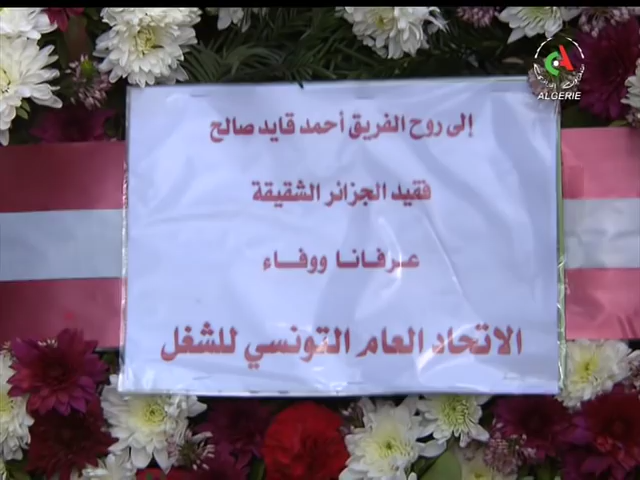 ALGERIE
إلى روح الفريق أحمد قايد صالح
فقيد الجزائر الشقيقة
عرفانا ووفاء
الاتحاد العام التونسي للشغل